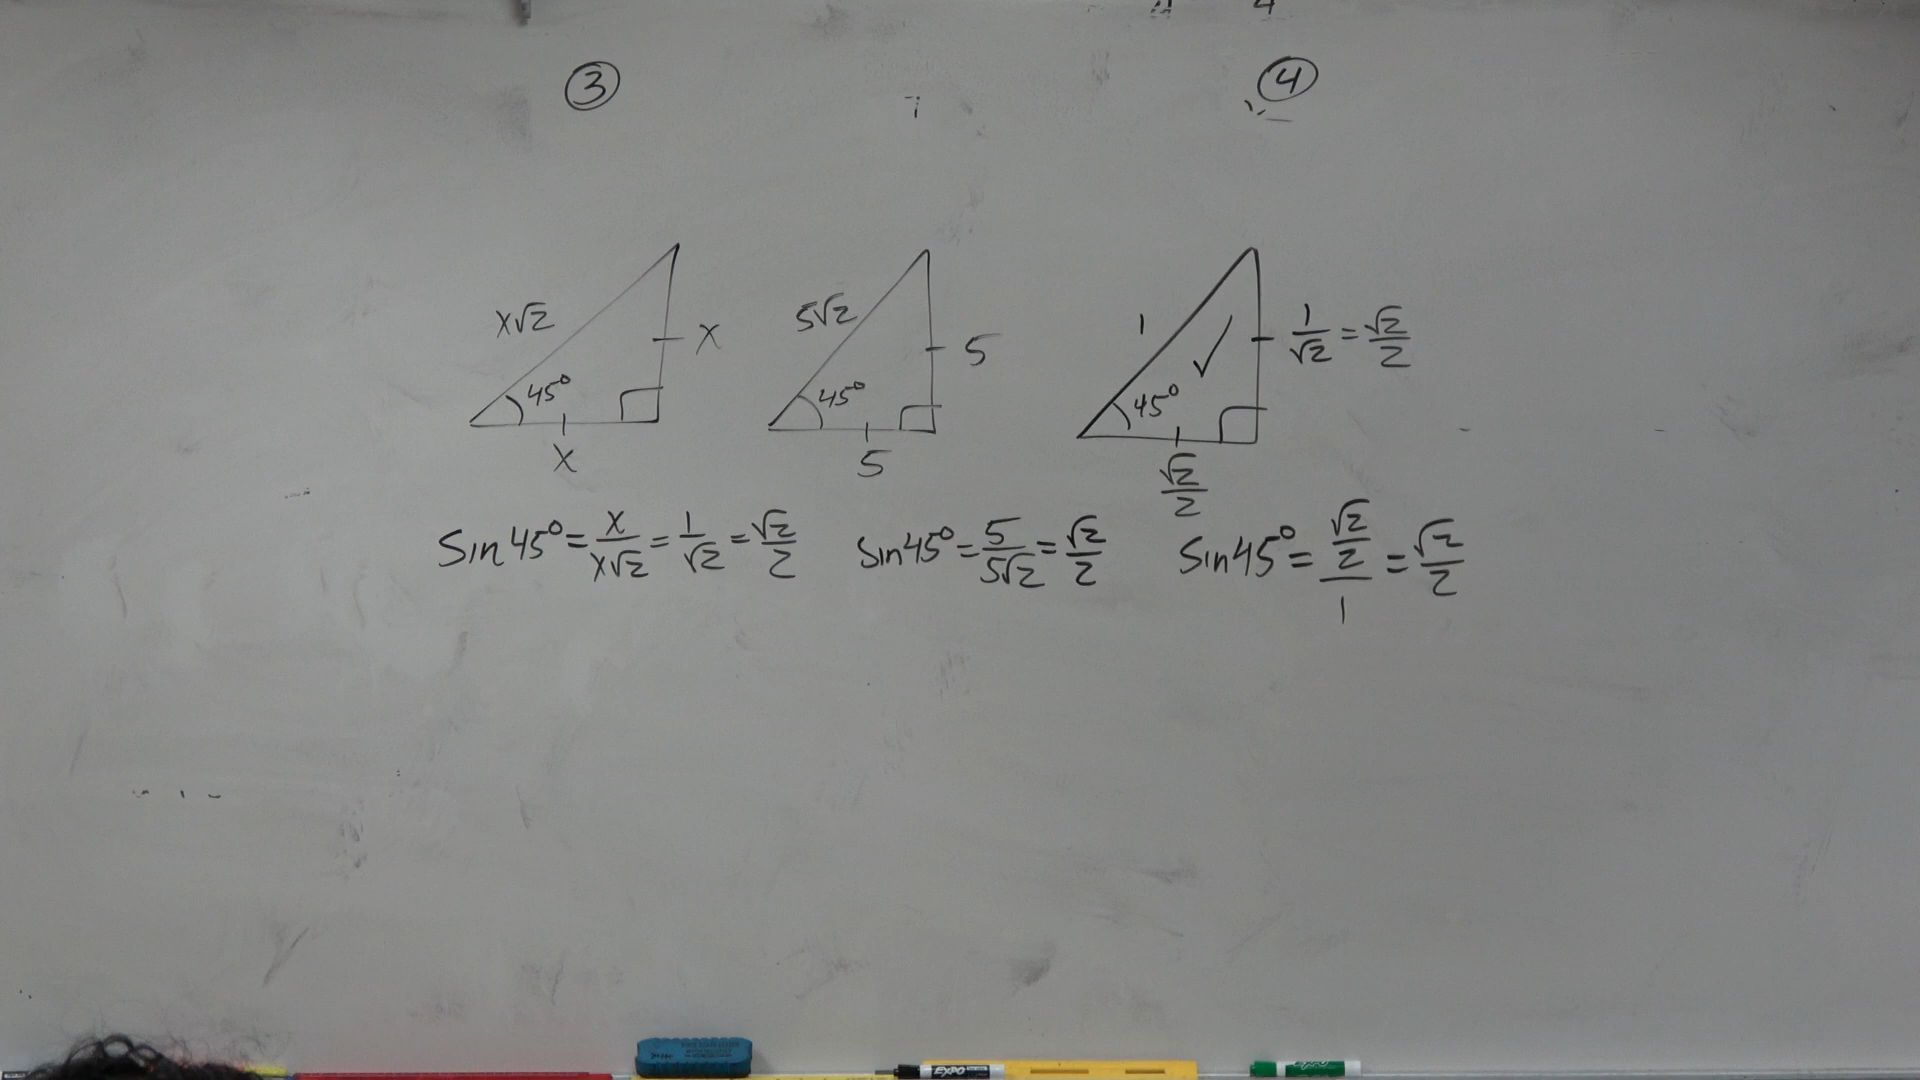 ③
④
x√2
x
45°
x
5√2
5
45°
5
1
✓
1/√2 = √2/2
45°
√2/2
Sin 45° = x/x√2 = 1/√2 = √2/2
Sin 45° = 5/5√2 = √2/2
Sin 45° = (√2/2)/1 = √2/2
EXPO
EXPO